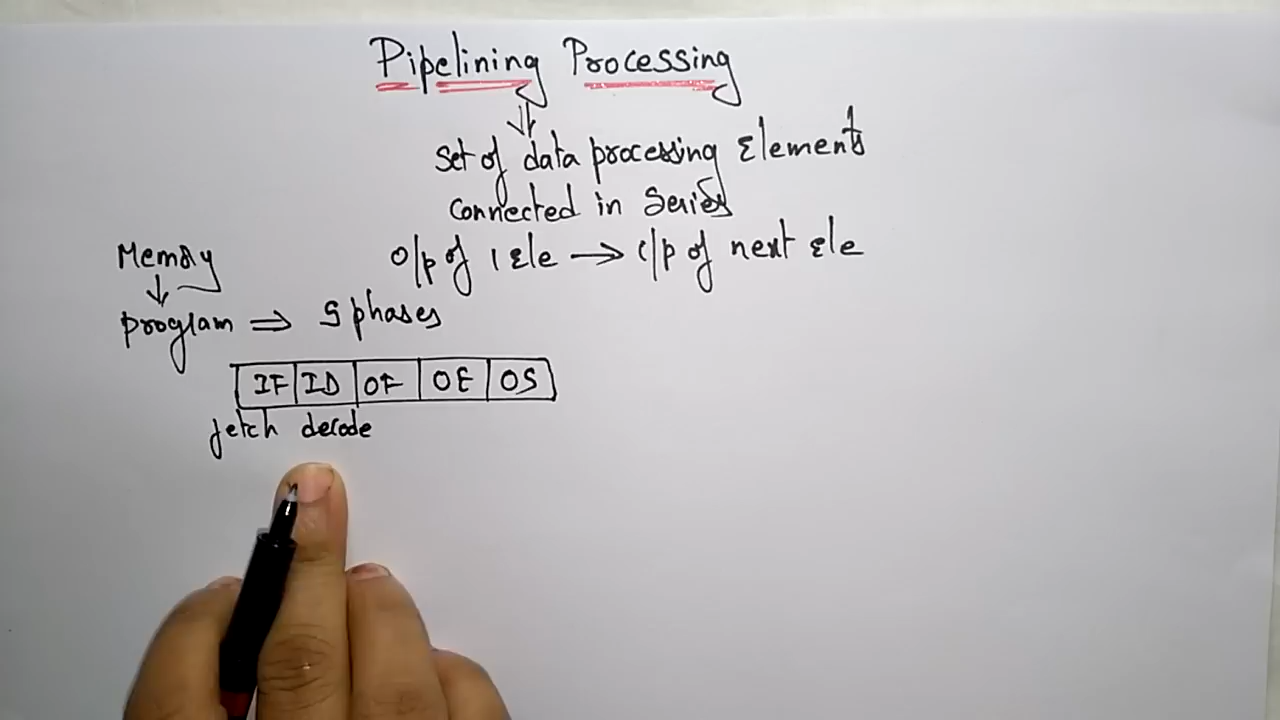 Pipelining Processing
Set of data processing Elements
Connected in Series
O/p of 1 Ele → i/p of next Ele
Memory
program ⇒ 5 phases
IF ID OF OE OS
fetch decode